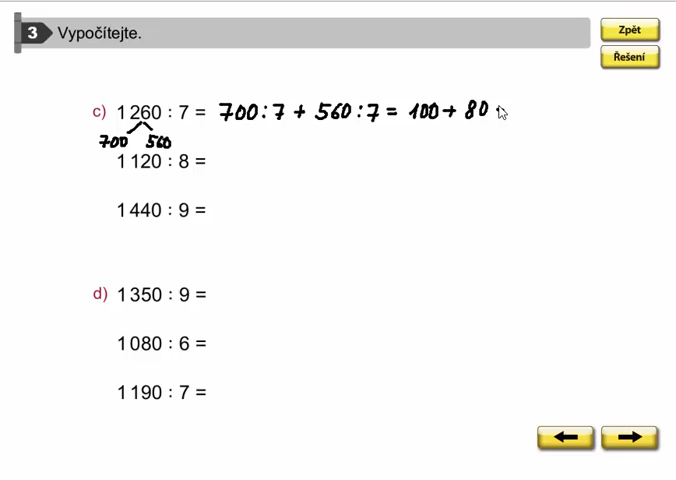 3 Vypočítejte.
Zpět
Řešení
c) 1 260 : 7 = 700 : 7 + 560 : 7 = 100 + 80
700 560
1 120 : 8 =
1 440 : 9 =
d) 1 350 : 9 =
1 080 : 6 =
1 190 : 7 =